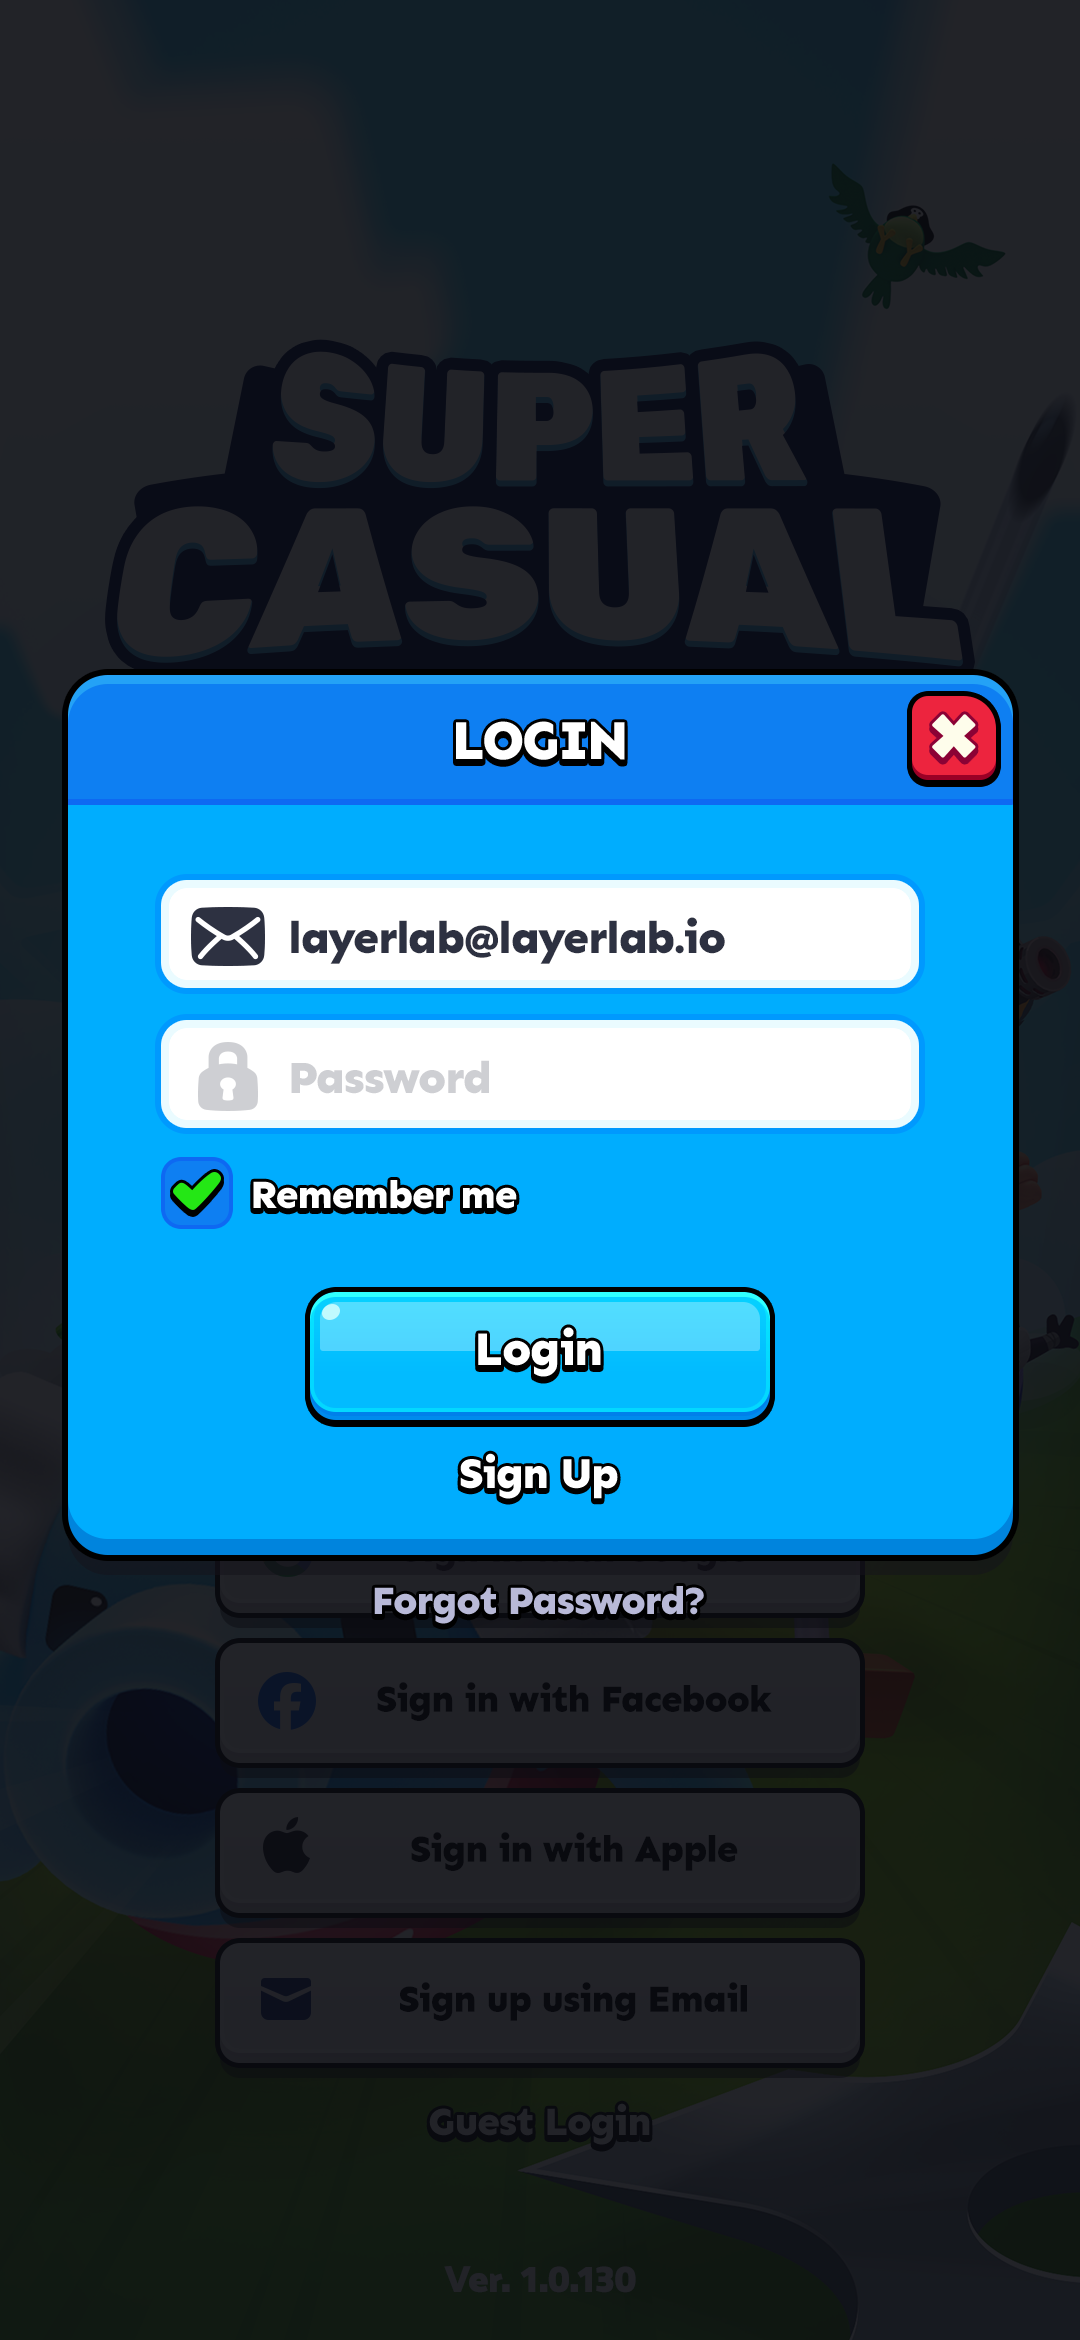 SUPER
CASUAL
LOGIN
layerlab@layerlab.io
Password
Remember me
Login
Sign Up
Forgot Password?
Sign in with Facebook
Sign in with Apple
Sign up using Email
Guest Login
Ver. 1.0.130